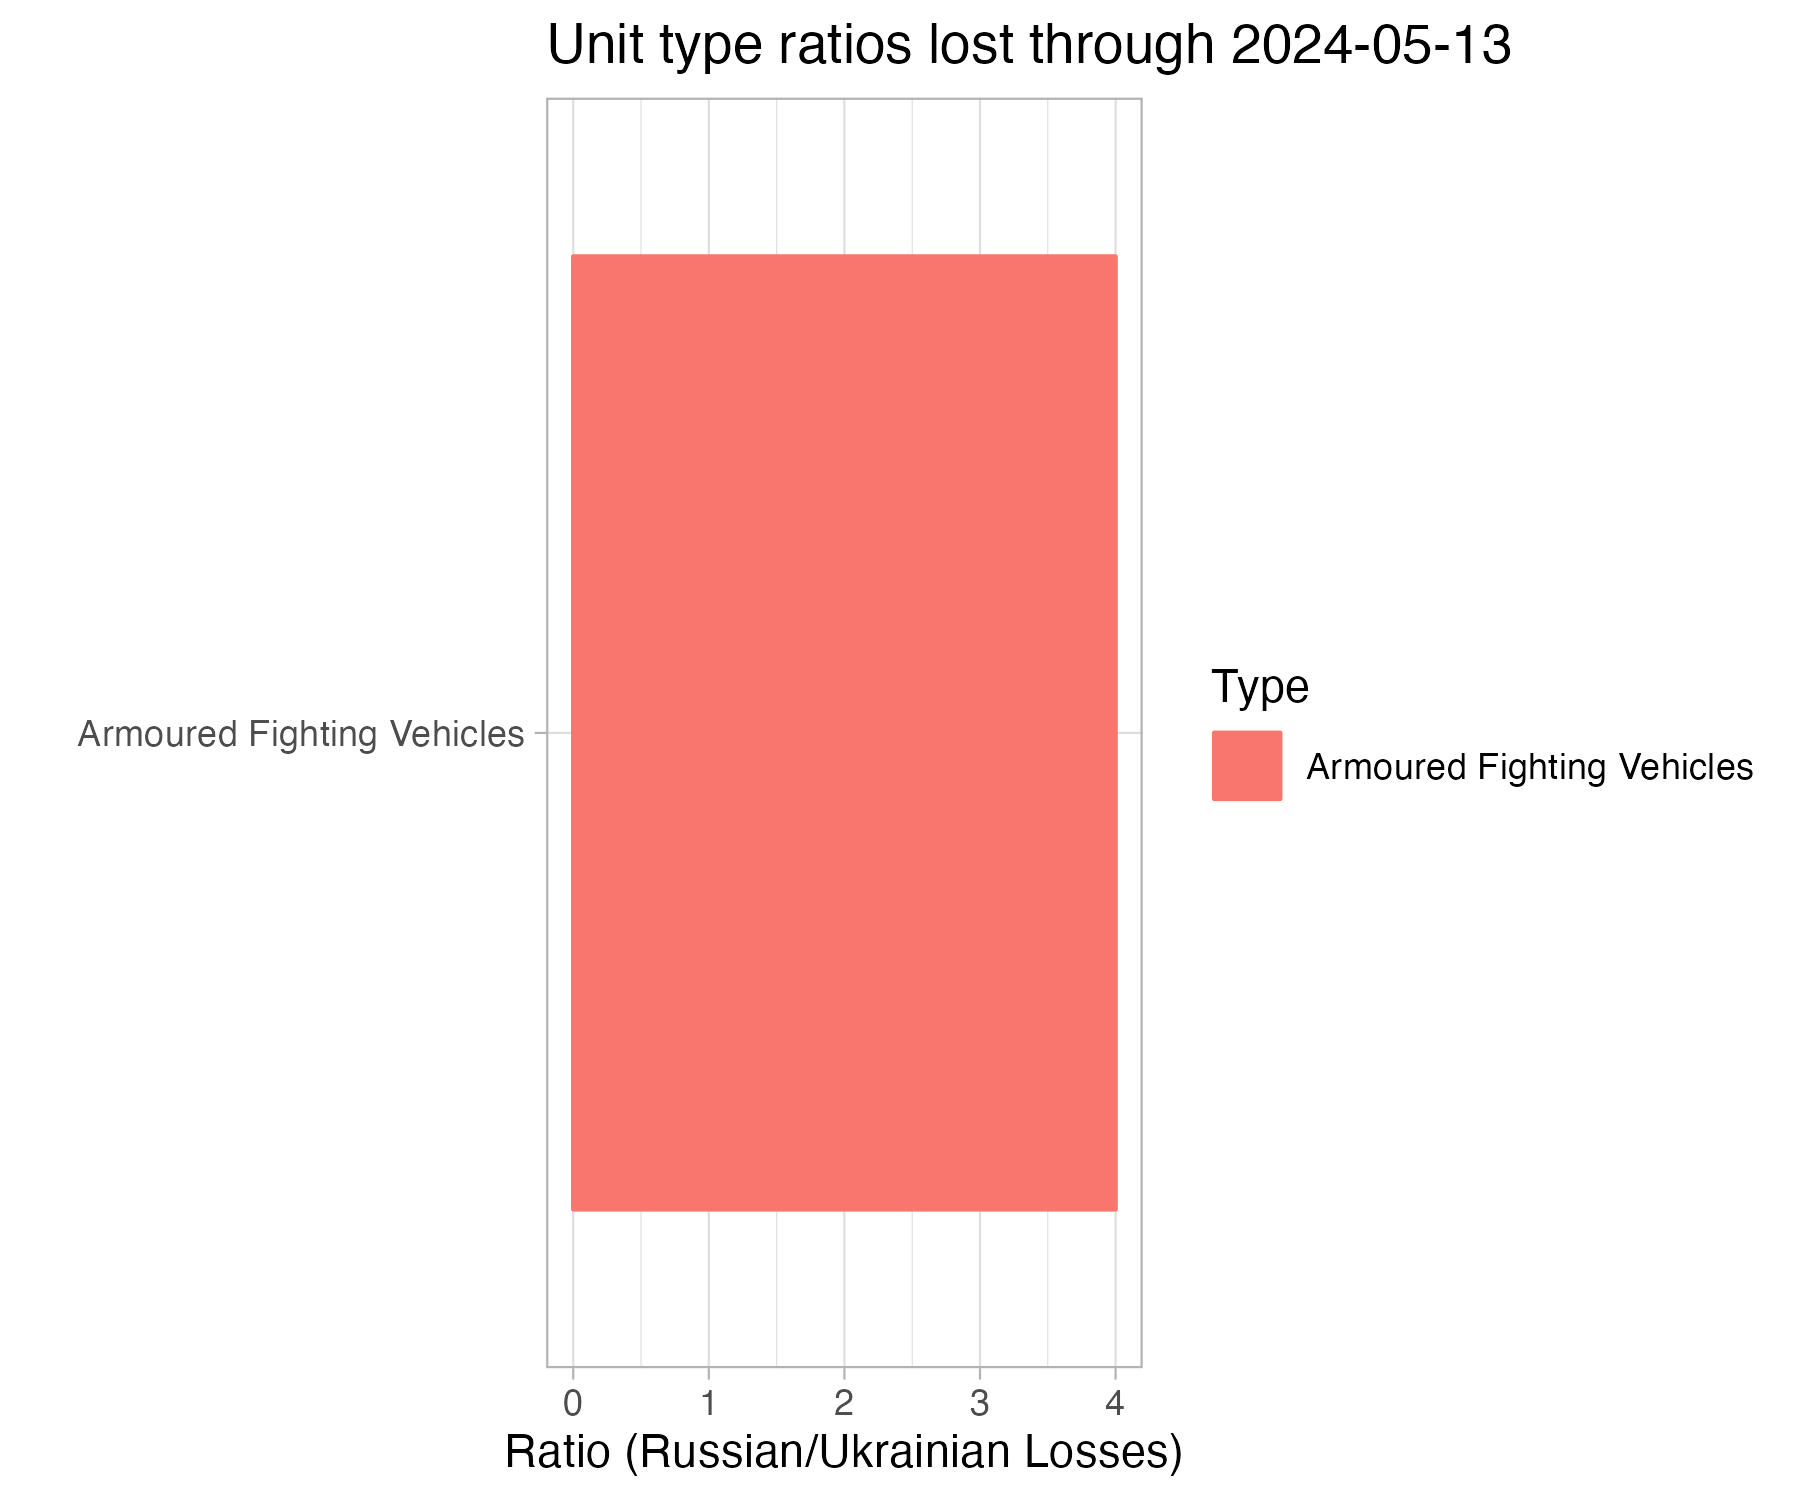 Unit type ratios lost through 2024-05-13
Armoured Fighting Vehicles
Type
Armoured Fighting Vehicles
0 1 2 3 4
Ratio (Russian/Ukrainian Losses)